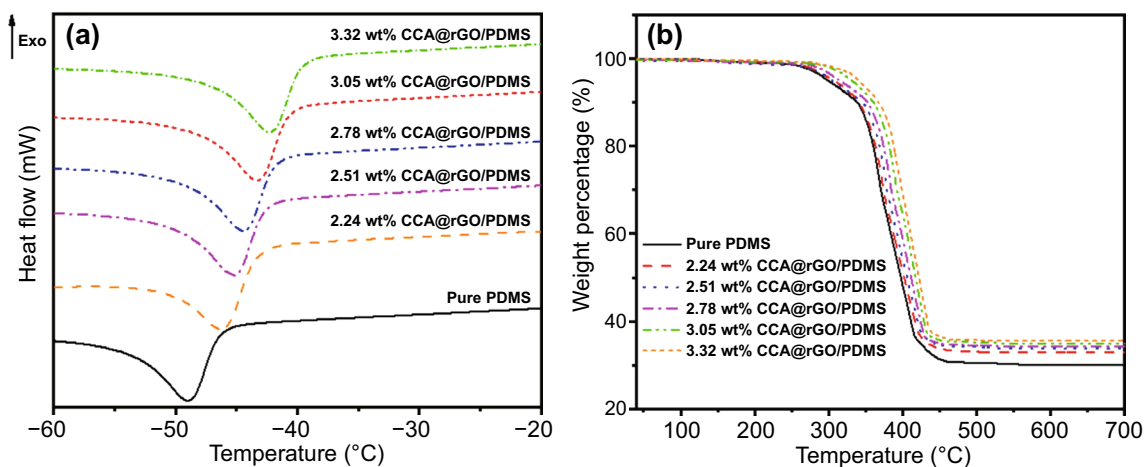 Exo
(a)
3.32 wt% CCA@rGO/PDMS
3.05 wt% CCA@rGO/PDMS
2.78 wt% CCA@rGO/PDMS
2.51 wt% CCA@rGO/PDMS
2.24 wt% CCA@rGO/PDMS
Pure PDMS
Heat flow (mW)
−60 −50 −40 −30 −20
Temperature (°C)
(b)
100
80
60
40
20
Weight percentage (%)
Pure PDMS
2.24 wt% CCA@rGO/PDMS
2.51 wt% CCA@rGO/PDMS
2.78 wt% CCA@rGO/PDMS
3.05 wt% CCA@rGO/PDMS
3.32 wt% CCA@rGO/PDMS
100 200 300 400 500 600 700
Temperature (°C)